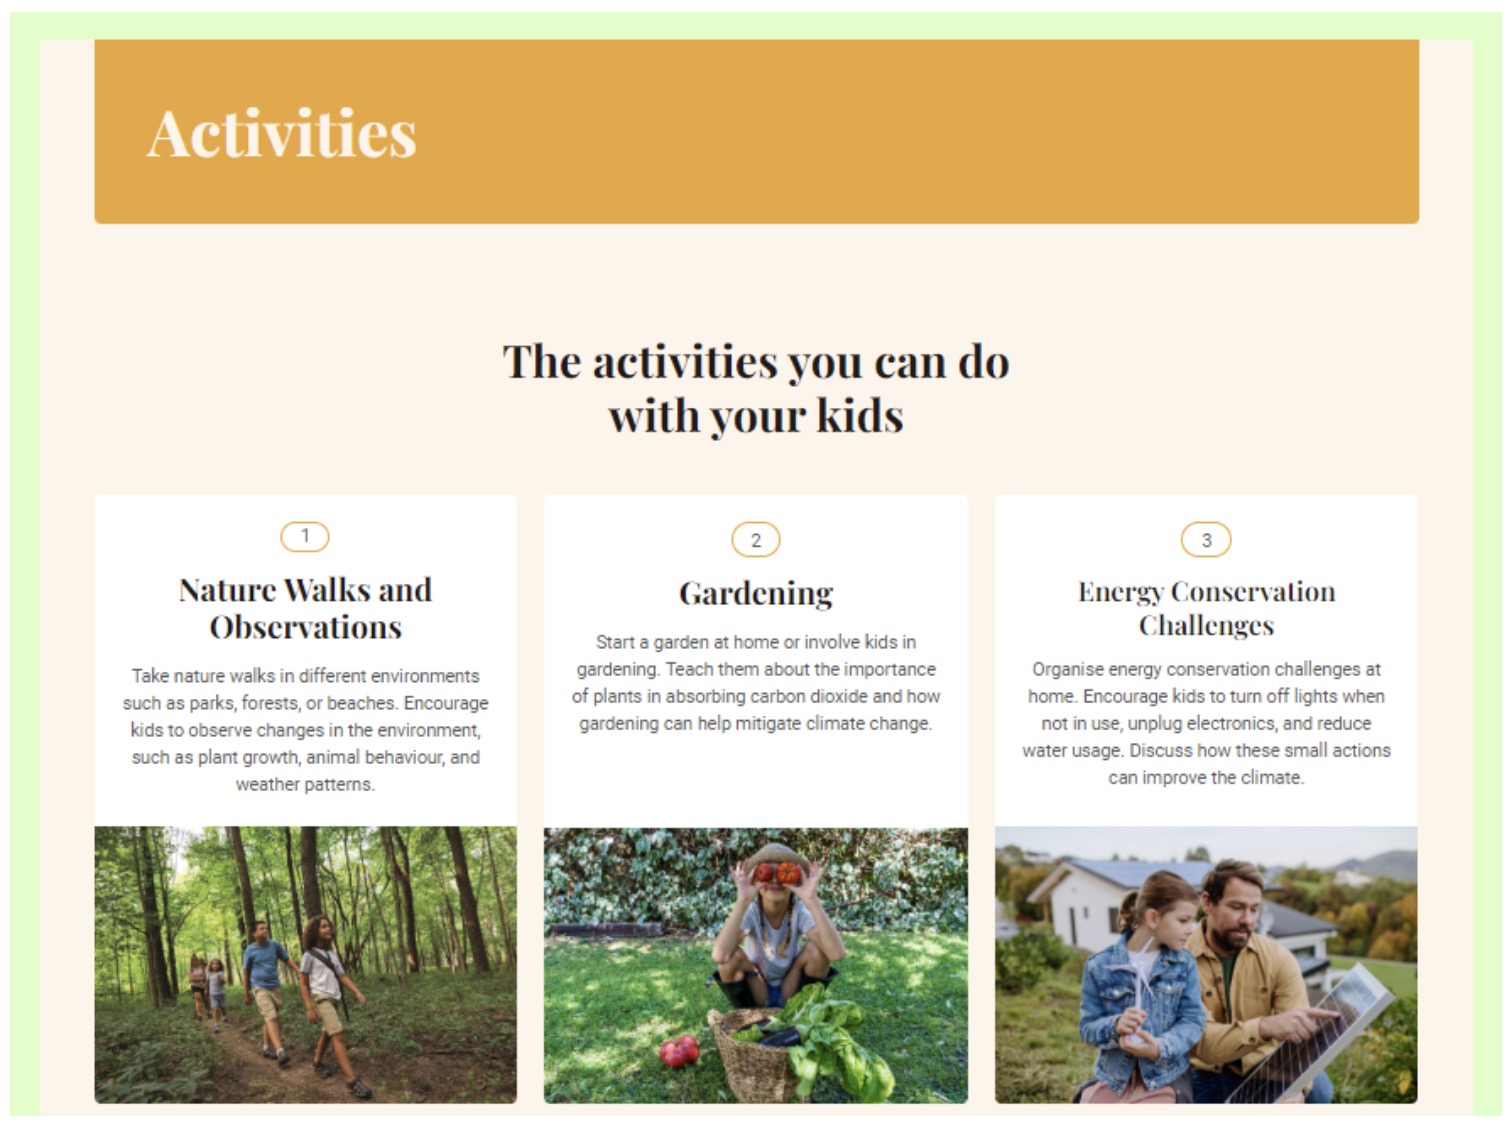 Activities
The activities you can do
with your kids
1
Nature Walks and
Observations
Take nature walks in different environments
such as parks, forests, or beaches. Encourage
kids to observe changes in the environment,
such as plant growth, animal behaviour, and
weather patterns.
2
Gardening
Start a garden at home or involve kids in
gardening. Teach them about the importance
of plants in absorbing carbon dioxide and how
gardening can help mitigate climate change.
3
Energy Conservation
Challenges
Organise energy conservation challenges at
home. Encourage kids to turn off lights when
not in use, unplug electronics, and reduce
water usage. Discuss how these small actions
can improve the climate.